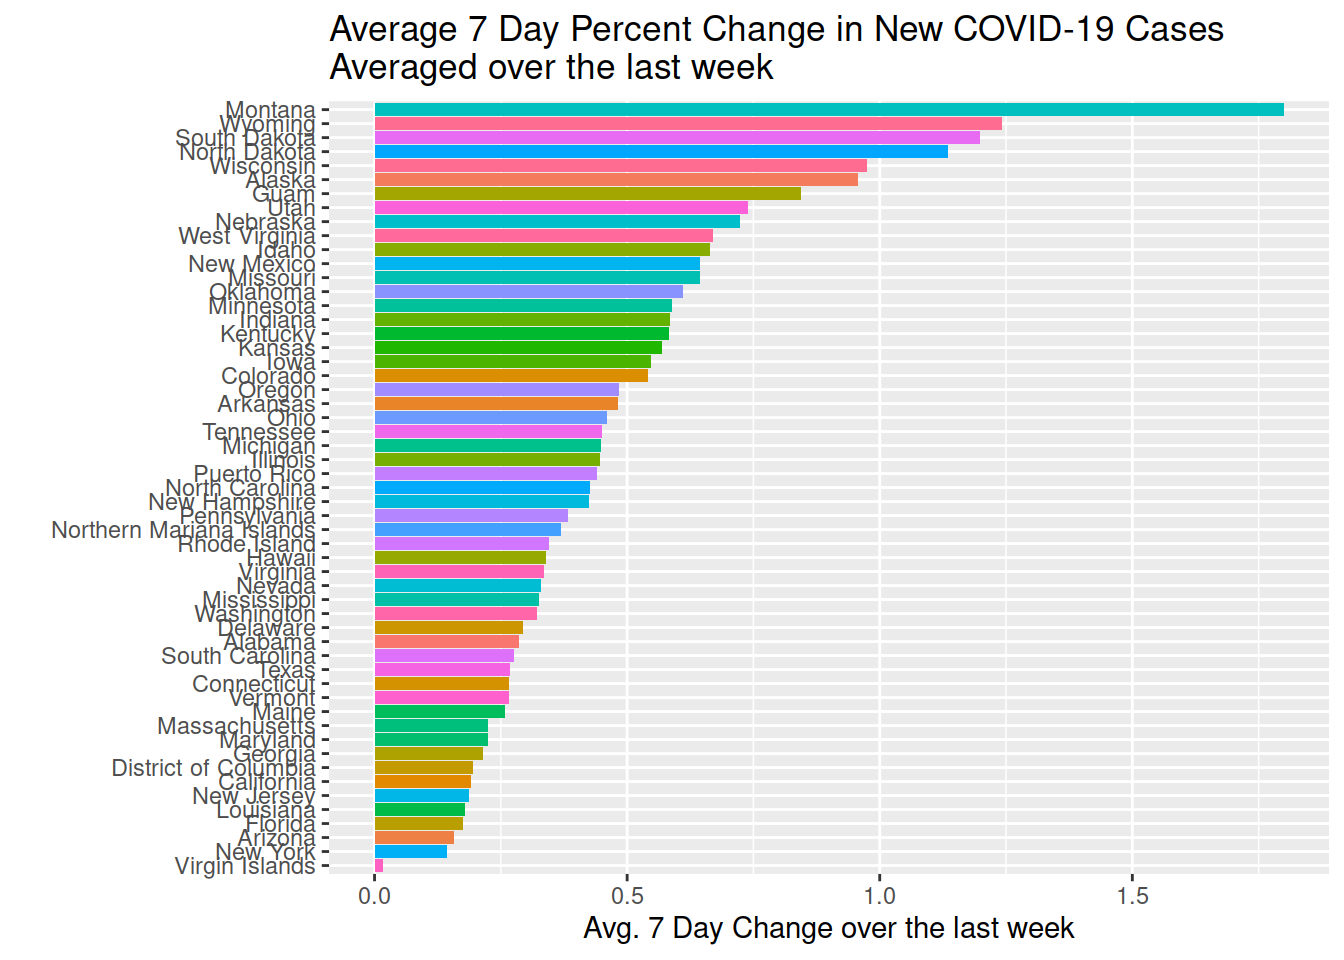 Average 7 Day Percent Change in New COVID-19 Cases
Averaged over the last week
Montana
Wyoming
South Dakota
North Dakota
Wisconsin
Alaska
Guam
Utah
Nebraska
West Virginia
Idaho
New Mexico
Missouri
Oklahoma
Minnesota
Indiana
Kentucky
Kansas
Iowa
Colorado
Oregon
Arkansas
Ohio
Tennessee
Michigan
Illinois
Puerto Rico
North Carolina
New Hampshire
Pennsylvania
Northern Mariana Islands
Rhode Island
Hawaii
Virginia
Nevada
Mississippi
Washington
Delaware
Alabama
South Carolina
Texas
Connecticut
Vermont
Maine
Massachusetts
Maryland
Georgia
District of Columbia
California
New Jersey
Louisiana
Florida
Arizona
New York
Virgin Islands
0.0 0.5 1.0 1.5
Avg. 7 Day Change over the last week